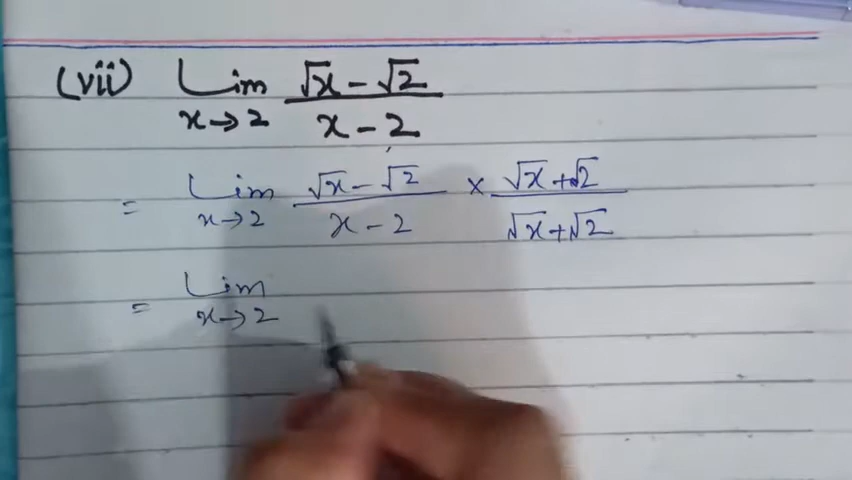 (vii) Lim x→2 (√x - √2)/(x - 2)
= Lim x→2 (√x - √2)/(x - 2) × (√x + √2)/(√x + √2)
= Lim x→2